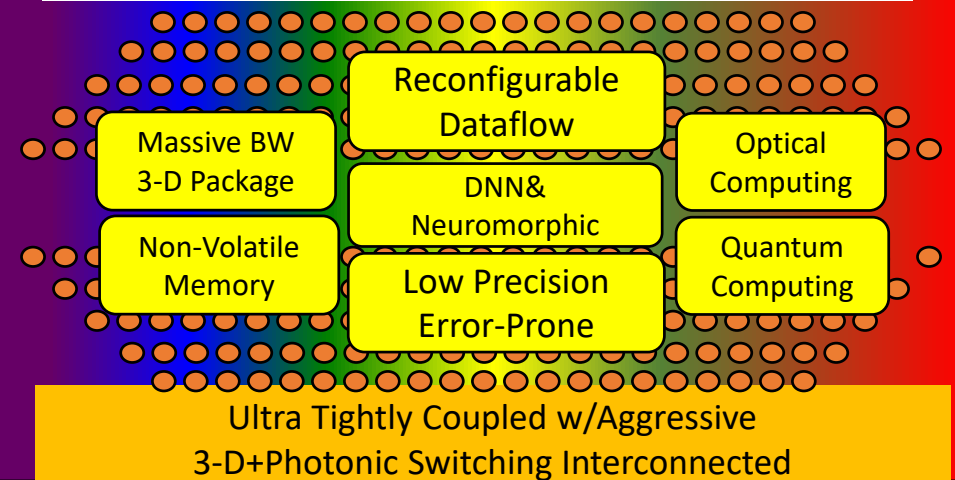 Reconfigurable
Dataflow
Massive BW
3-D Package
Optical
Computing
DNN&
Neuromorphic
Non-Volatile
Memory
Quantum
Computing
Low Precision
Error-Prone
Ultra Tightly Coupled w/Aggressive
3-D+Photonic Switching Interconnected